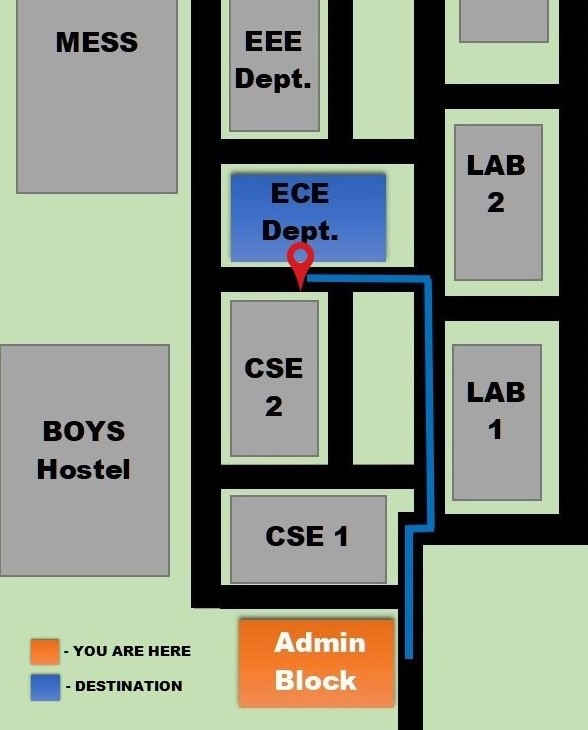 MESS
EEE
Dept.
LAB
2
ECE
Dept.
CSE
2
LAB
1
BOYS
Hostel
CSE 1
Admin
Block
- YOU ARE HERE
- DESTINATION